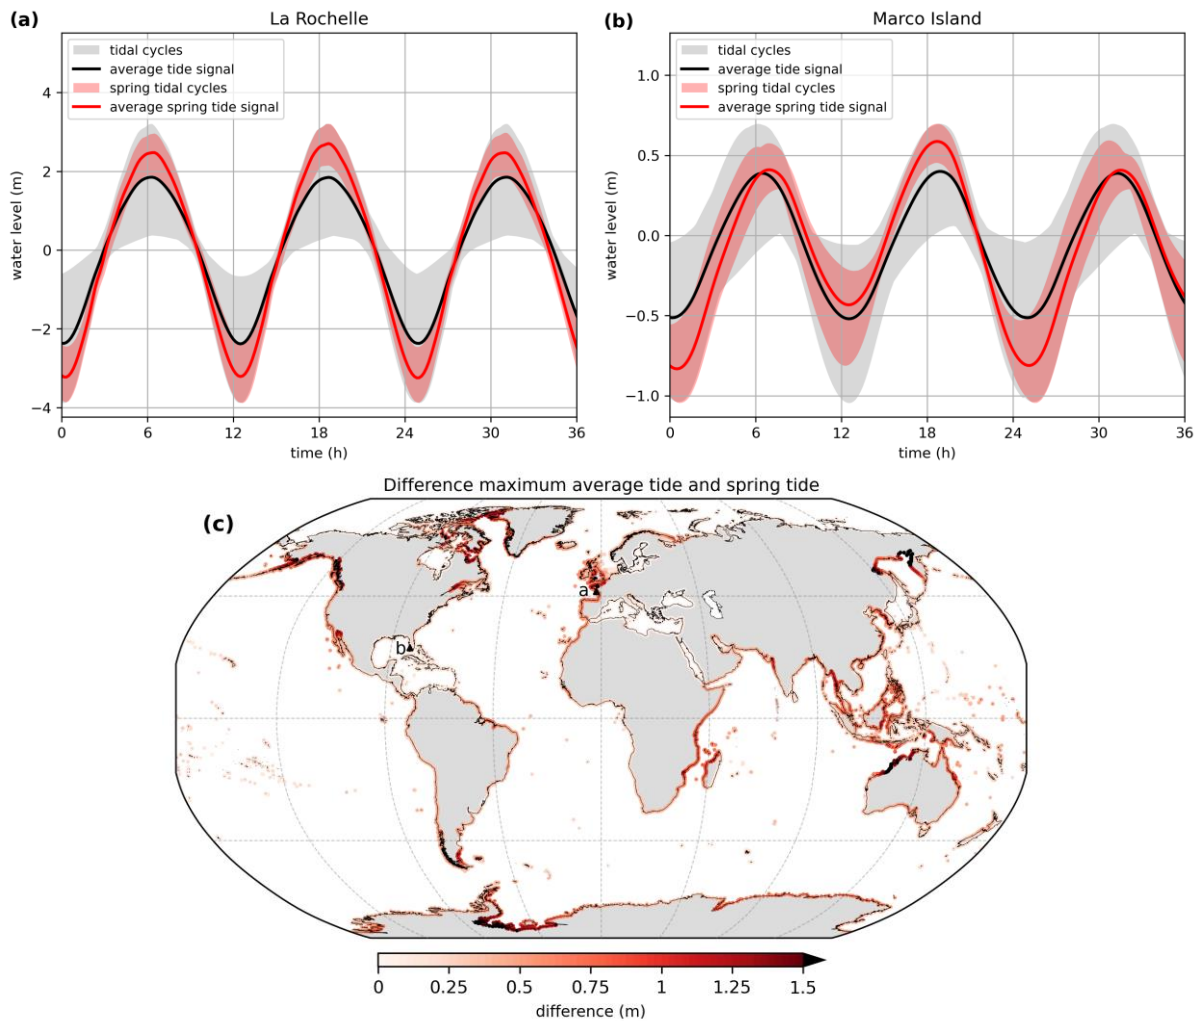 (a)
La Rochelle
tidal cycles
average tide signal
spring tidal cycles
average spring tide signal
water level (m)
4
2
0
−2
−4
0
6
12
18
24
30
36
time (h)
(b)
Marco Island
tidal cycles
average tide signal
spring tidal cycles
average spring tide signal
water level (m)
1.0
0.5
0.0
−0.5
−1.0
0
6
12
18
24
30
36
time (h)
Difference maximum average tide and spring tide
(c)
a
b
0
0.25
0.5
0.75
1
1.25
1.5
difference (m)